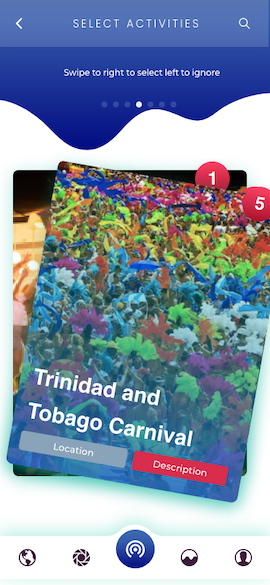 SELECT ACTIVITIES
Swipe to right to select left to ignore
1
5
Trinidad and
Tobago Carnival
Location
Description